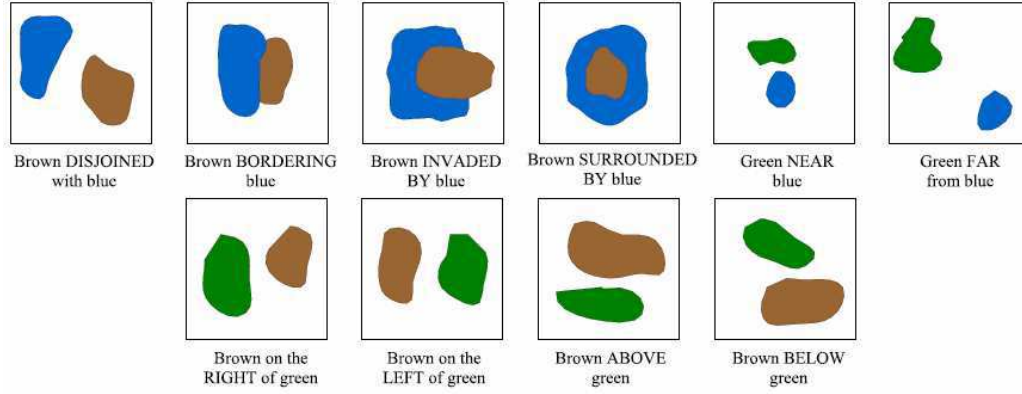 Brown DISJOINED
with blue
Brown BORDERING
blue
Brown INVADED
BY blue
Brown SURROUNDED
BY blue
Green NEAR
blue
Green FAR
from blue
Brown on the
RIGHT of green
Brown on the
LEFT of green
Brown ABOVE
green
Brown BELOW
green